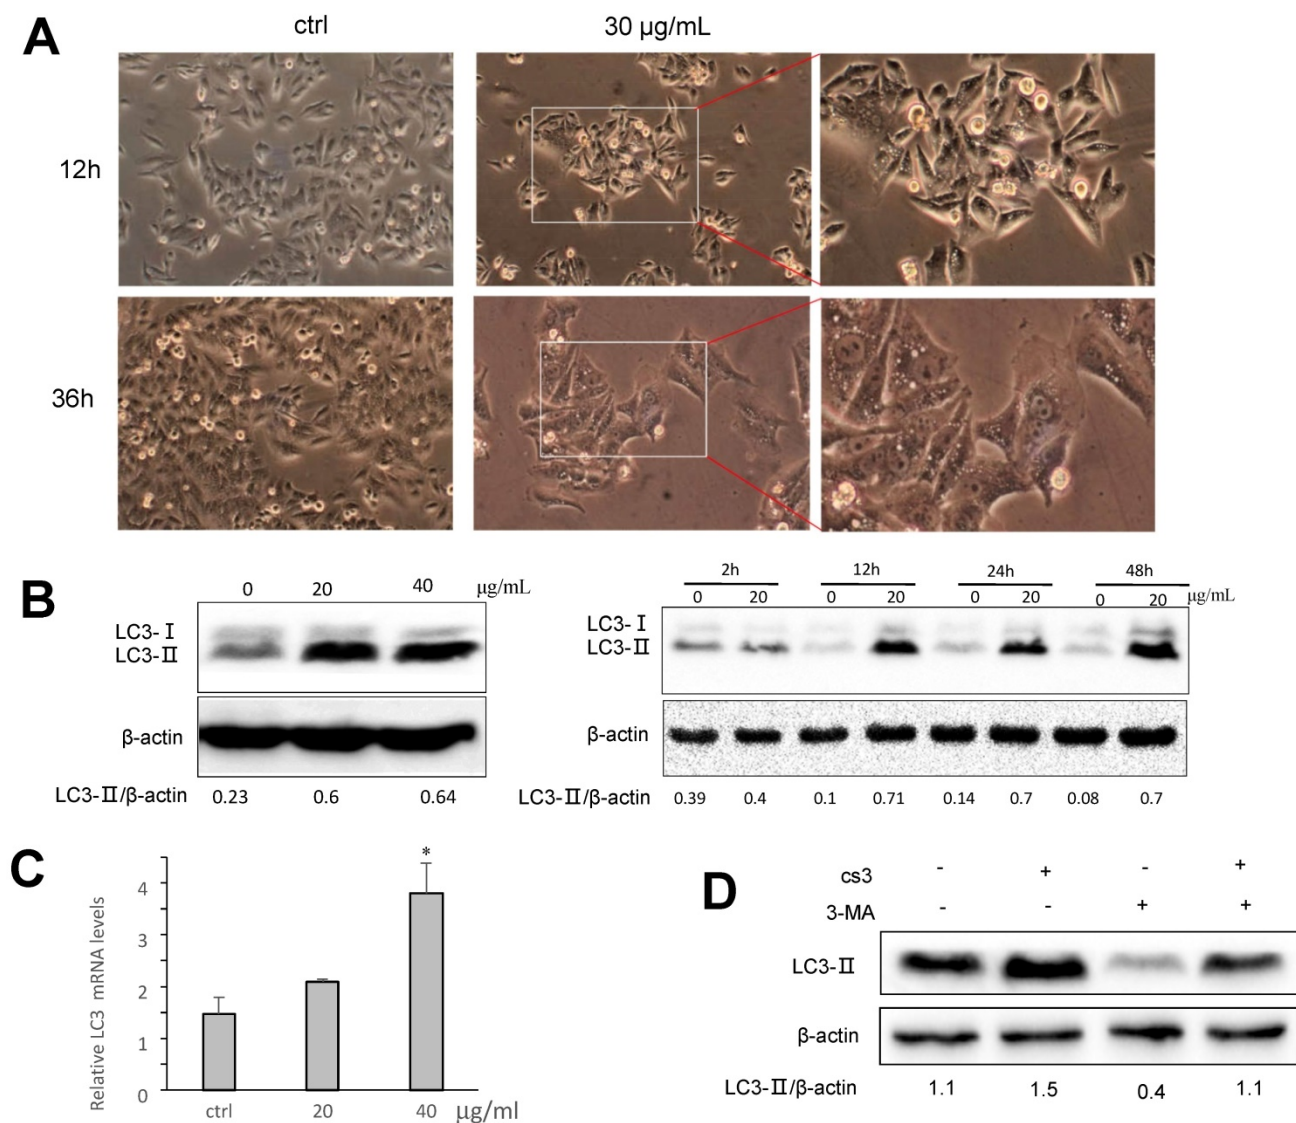 A
ctrl
30 µg/mL
12h
36h
B
0 20 40 µg/mL
LC3-Ⅰ
LC3-Ⅱ
β-actin
LC3-Ⅱ/β-actin 0.23 0.6 0.64
2h 12h 24h 48h
0 20 0 20 0 20 0 20 µg/mL
LC3-Ⅰ
LC3-Ⅱ
β-actin
LC3-Ⅱ/β-actin 0.39 0.4 0.1 0.71 0.14 0.7 0.08 0.7
C
Relative LC3 mRNA levels
4
3
2
1
0
*
ctrl 20 40 µg/ml
D
cs3 - + - +
3-MA - - + +
LC3-Ⅱ
β-actin
LC3-Ⅱ/β-actin 1.1 1.5 0.4 1.1